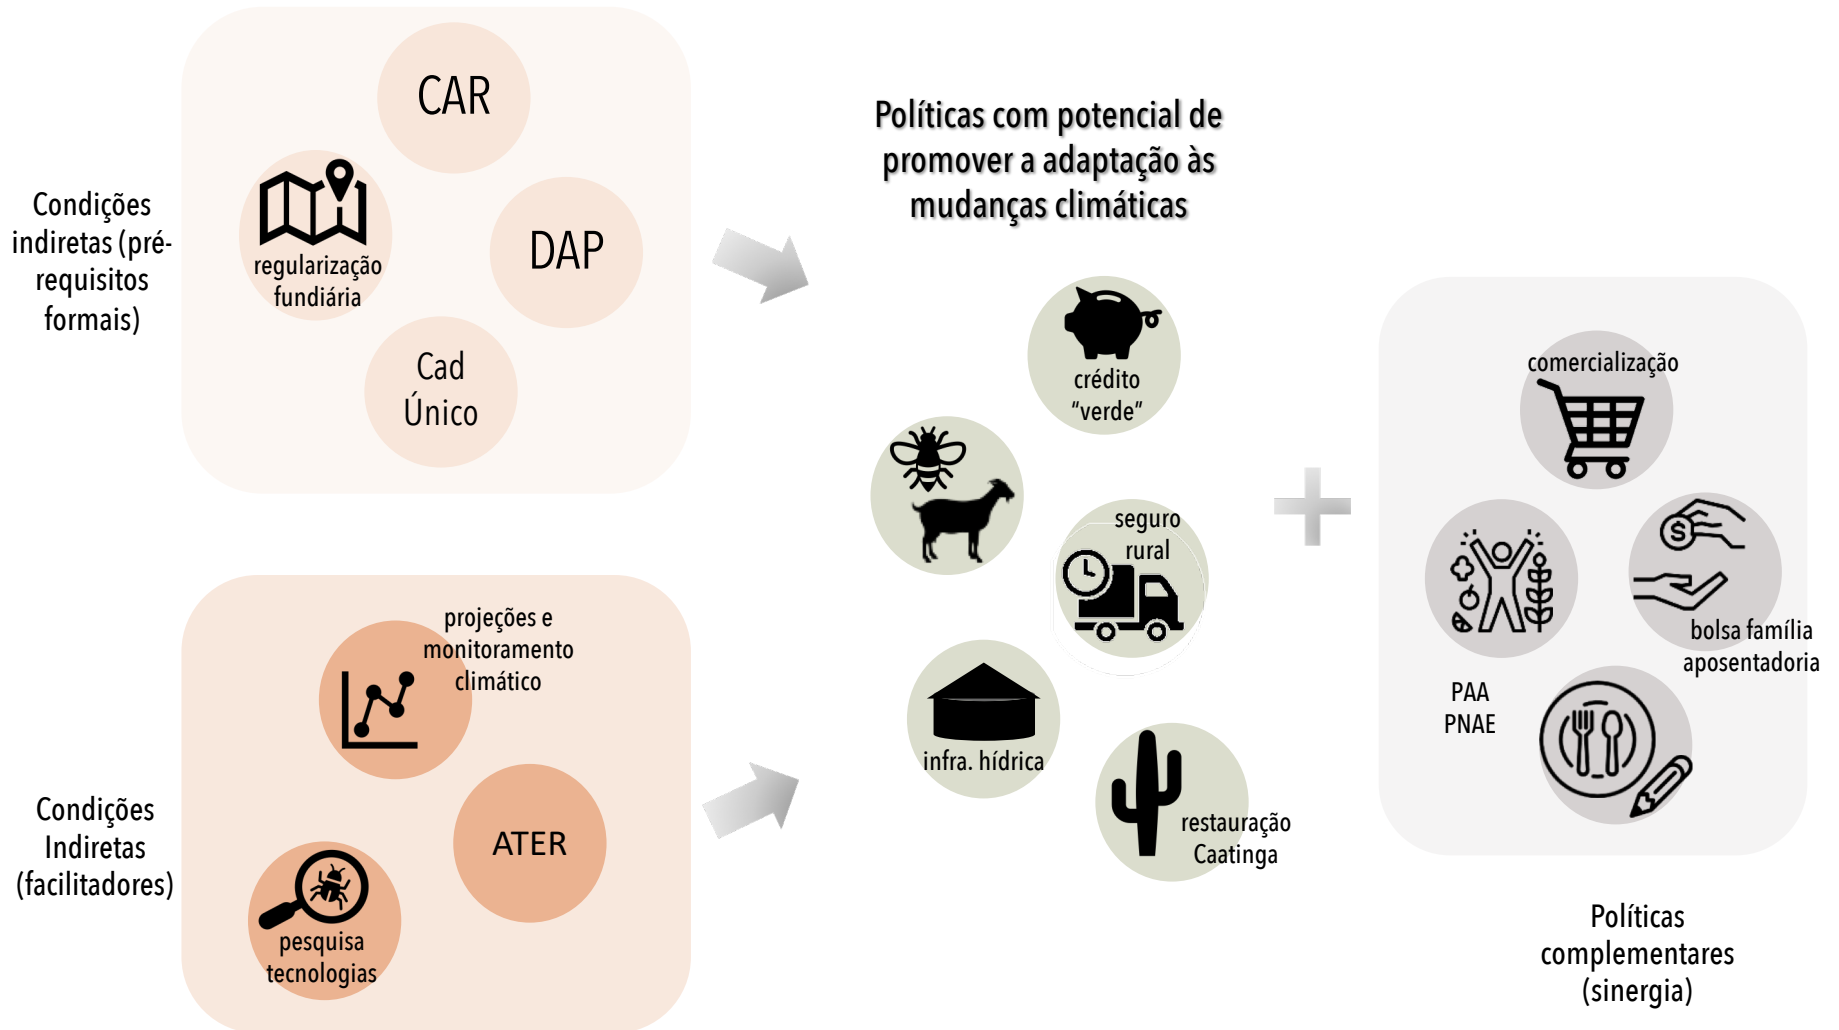 Condições
indiretas (pré-
requisitos
formais)
CAR
regularização
fundiária
DAP
Cad
Único
Condições
Indiretas
(facilitadores)
projeções e
monitoramento
climático
ATER
pesquisa
tecnologias
Políticas com potencial de
promover a adaptação às
mudanças climáticas
crédito
“verde”
seguro
rural
infra. hídrica
restauração
Caatinga
comercialização
$
bolsa família
aposentadoria
PAA
PNAE
Políticas
complementares
(sinergia)